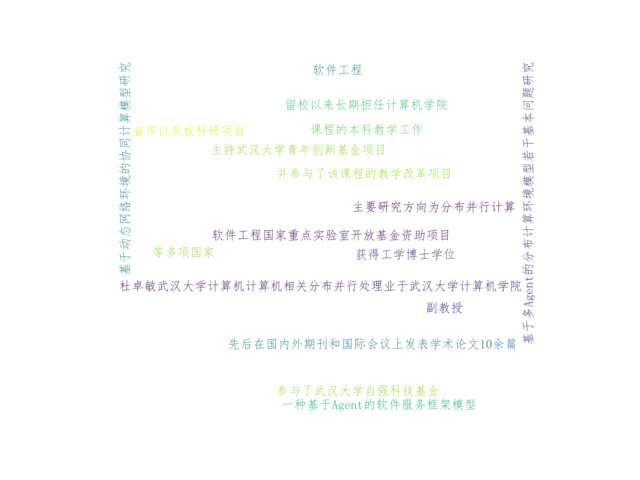 软件工程
基于动态网络环境的协同计算模型研究
基于多Agent的分布计算环境模型若干基本问题研究
留校以来长期担任计算机学院
省市以及校科研项目
课程的本科教学工作
主持武汉大学青年创新基金项目
并参与了该课程的教学改革项目
主要研究方向为分布并行计算
软件工程国家重点实验室开放基金资助项目
等多项国家
获得工学博士学位
杜卓敏武汉大学计算机计算机相关分布并行处理业于武汉大学计算机学院
副教授
先后在国内外期刊和国际会议上发表学术论文10余篇
参与了武汉大学自强科技基金
一种基于Agent的软件服务框架模型